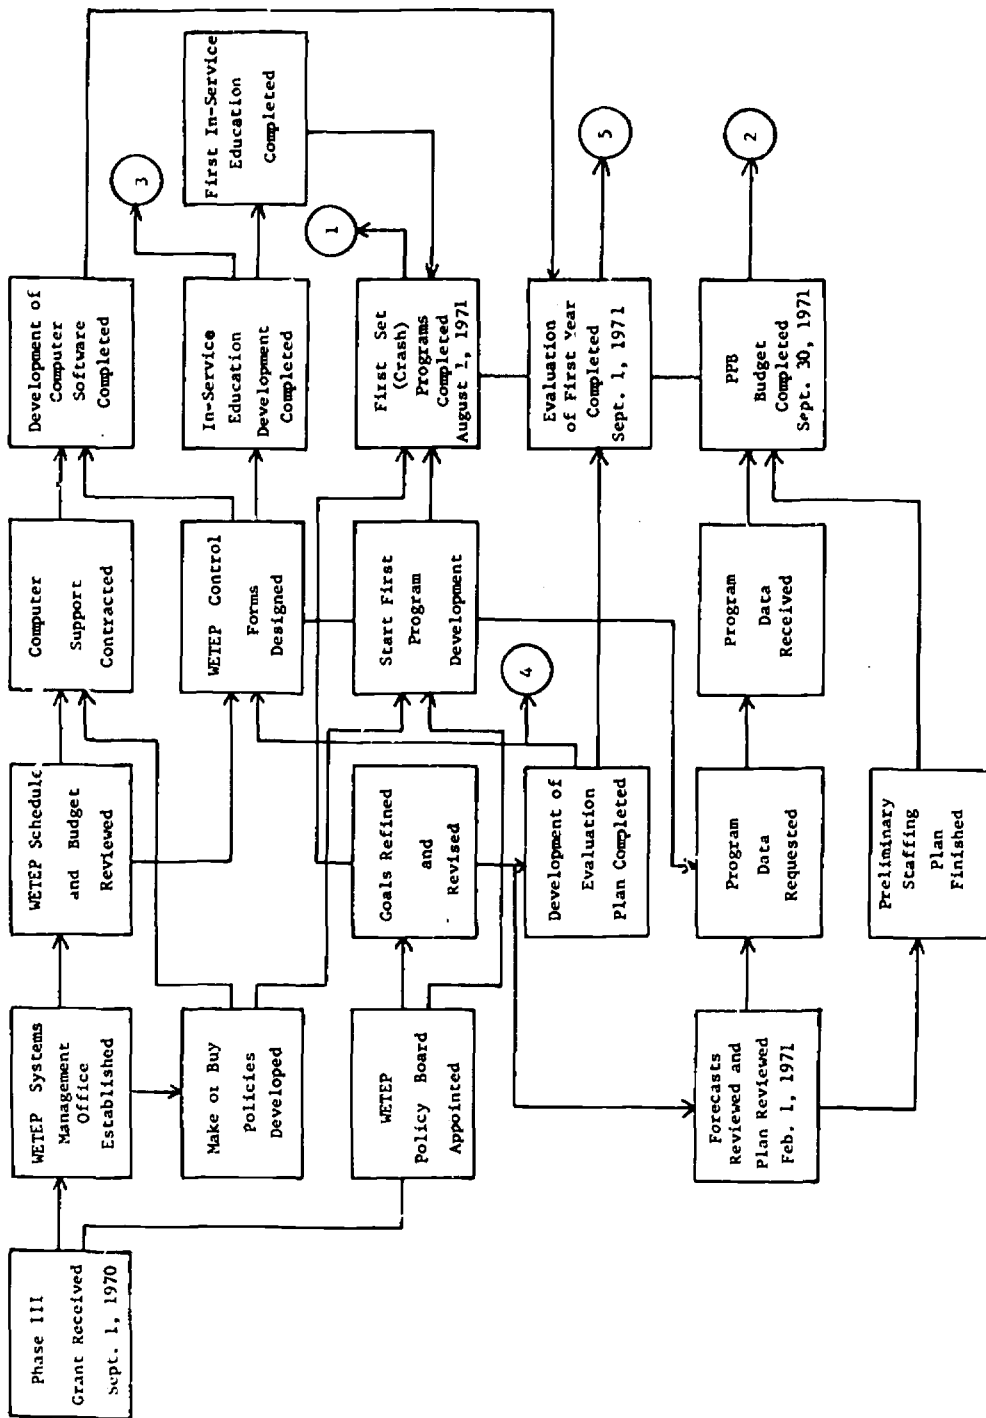 Phase III
Grant Received
Sept. 1, 1970
WETEP Systems
Management
Office
Established
Make or Buy
Policies
Developed
WETEP
Policy Board
Appointed
Forecasts
Reviewed and
Plan Reviewed
Feb. 1, 1971
WETEP Schedule
and Budget
Reviewed
Goals Refined
and
Revised
Development of
Evaluation
Plan Completed
Program
Data
Requested
Preliminary
Staffing
Plan
Finished
Computer
Support
Contracted
WETEP Control
Forms
Designed
Start First
Program
Development
4
Program
Data
Received
Development of
Computer
Software
Completed
In-Service
Education
Development
Completed
First Set
(Crash)
Programs
Completed
August 1, 1971
Evaluation
of First Year
Completed
Sept. 1, 1971
PPB
Budget
Completed
Sept. 30, 1971
3
First In-Service
Education
Completed
1
5
2